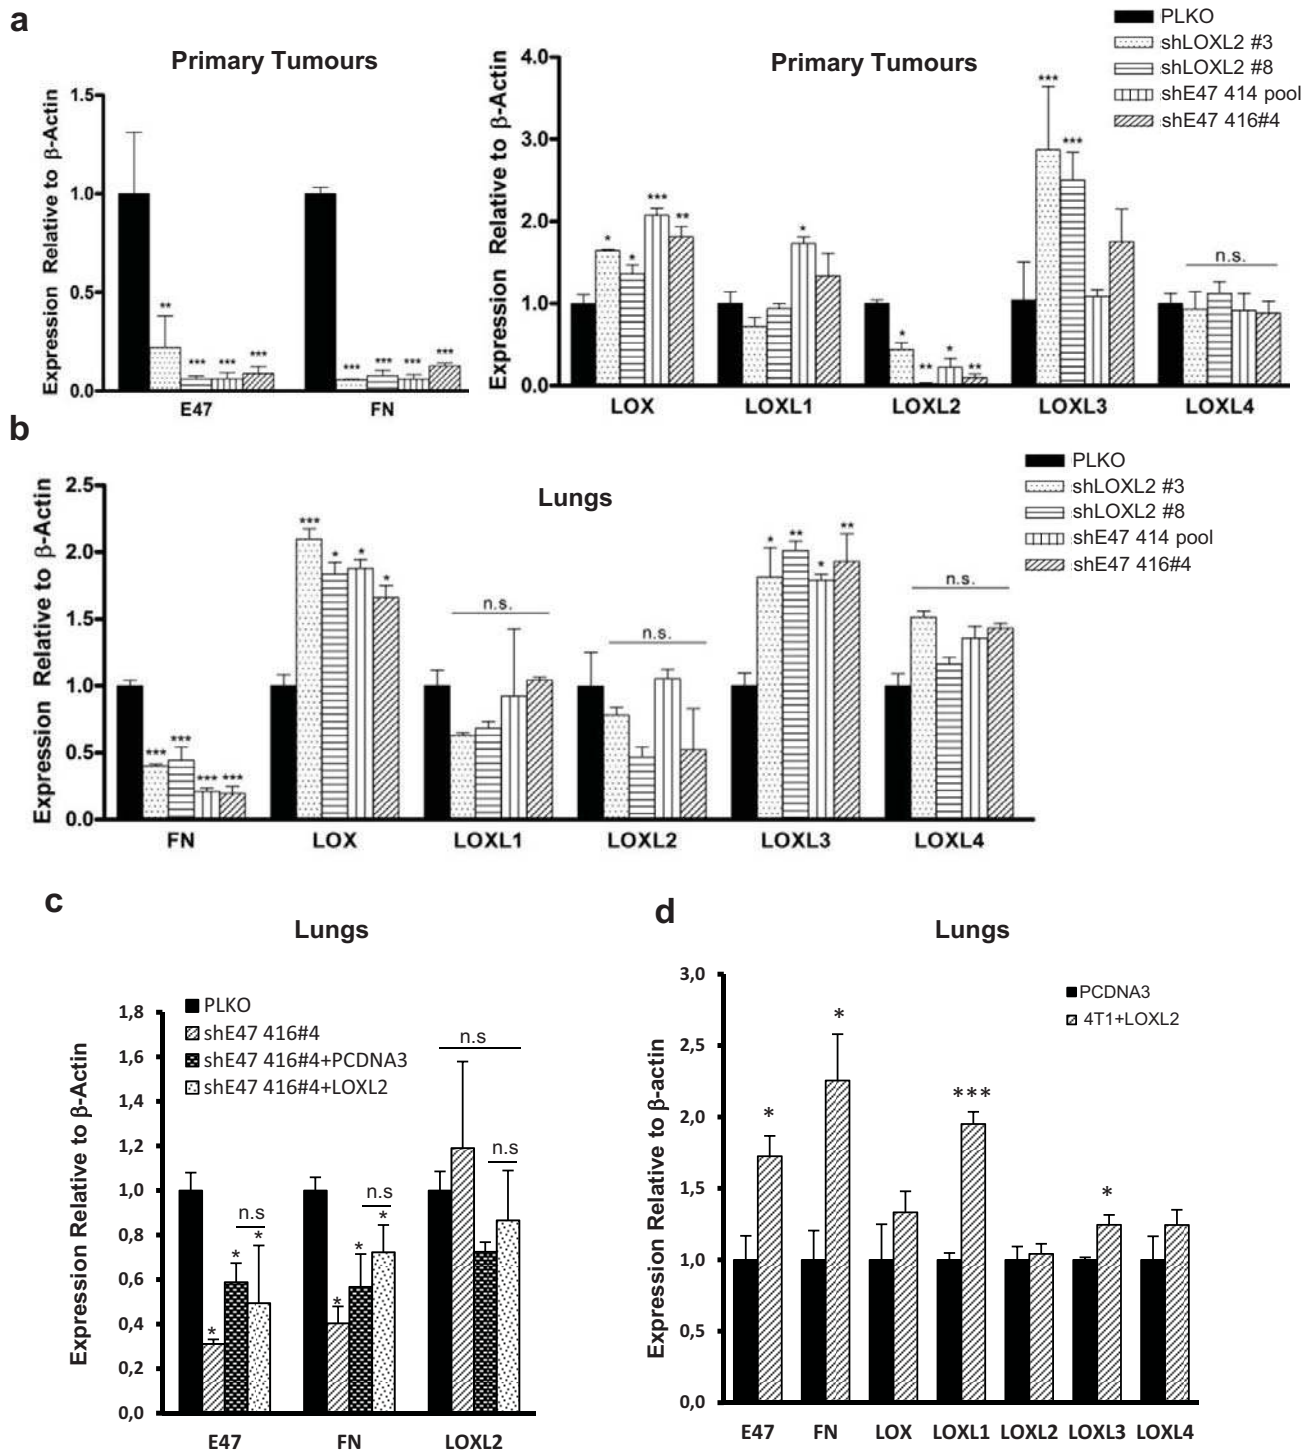 a
Primary Tumours
Expression Relative to β-Actin
1.5
1.0
0.5
0.0
**
***
***
***
***
***
***
***
E47
FN
Primary Tumours
PLKO
shLOXL2 #3
shLOXL2 #8
shE47 414 pool
shE47 416#4
Expression Relative to β-Actin
4.0
3.0
2.0
1.0
0.0
*
*
***
**
*
*
**
*
**
***
***
n.s.
LOX
LOXL1
LOXL2
LOXL3
LOXL4
b
Lungs
PLKO
shLOXL2 #3
shLOXL2 #8
shE47 414 pool
shE47 416#4
Expression Relative to β-Actin
2.5
2.0
1.5
1.0
0.5
0.0
***
***
***
***
***
*
*
*
n.s.
n.s.
*
**
*
**
n.s.
FN
LOX
LOXL1
LOXL2
LOXL3
LOXL4
c
Lungs
PLKO
shE47 416#4
shE47 416#4+PCDNA3
shE47 416#4+LOXL2
Expression Relative to β-Actin
1,8
1,6
1,4
1,2
1,0
0,8
0,6
0,4
0,2
0,0
*
*
n.s
*
*
*
n.s
*
n.s
n.s
E47
FN
LOXL2
d
Lungs
PCDNA3
4T1+LOXL2
Expression Relative to β-actin
3,0
2,5
2,0
1,5
1,0
0,5
0,0
*
*
***
*
E47
FN
LOX
LOXL1
LOXL2
LOXL3
LOXL4